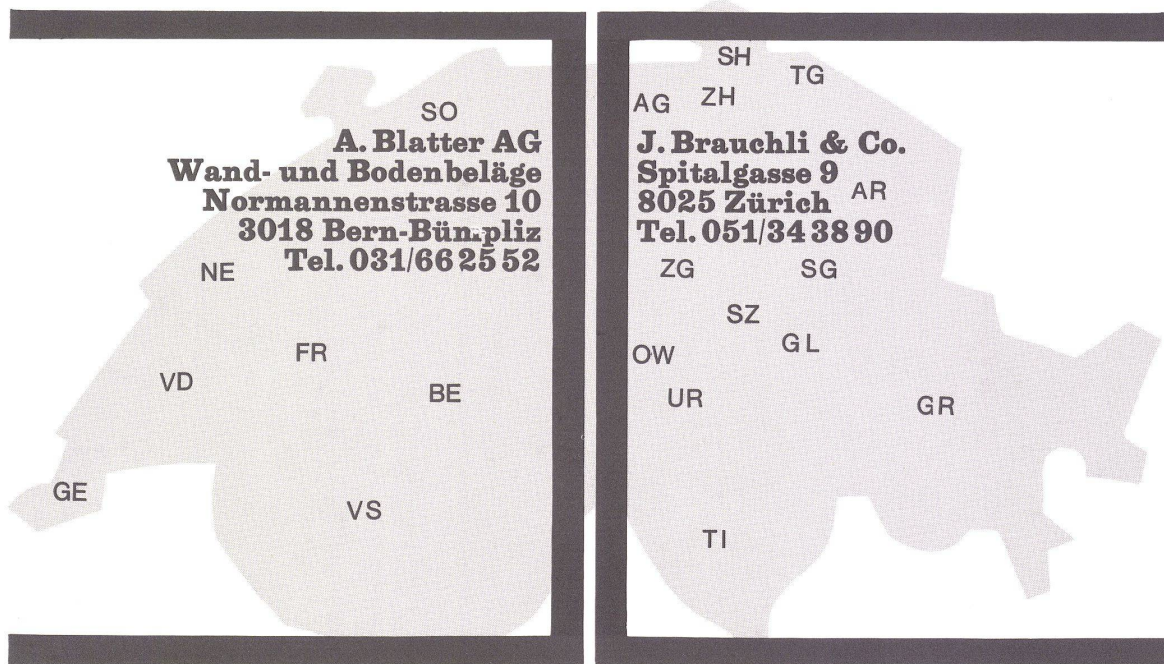 SO
A. Blatter AG
Wand- und Bodenbeläge
Normannenstrasse 10
3018 Bern-Bümpliz
Tel. 031/66 25 52
NE
FR
VD
BE
GE
VS
SH
TG
AG
ZH
J. Brauchli & Co.
Spitalgasse 9
AR
8025 Zürich
Tel. 051/34 38 90
ZG
SG
SZ
GL
OW
UR
GR
TI